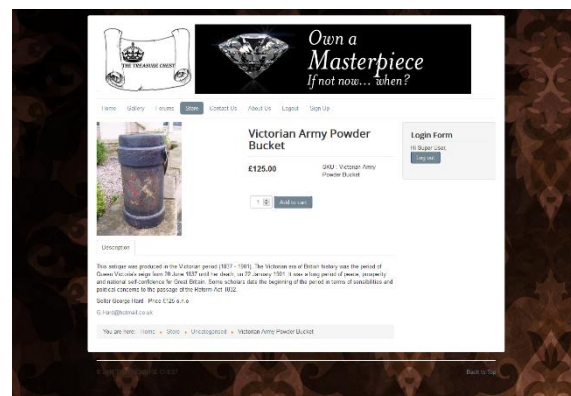 THE TREASURE CHEST
Own a
Masterpiece
If not now... when?
Home Gallery Forums Store Contact Us About Us Logout Sign Up
Victorian Army Powder
Bucket
£125.00
SKU : Victorian Army
Powder Bucket
1 Add to cart
Login Form
Hi Super User,
Log out
Description
This antique was produced in the Victorian period (1837 - 1901). The Victorian era of British history was the period of
Queen Victoria's reign from 20 June 1837 until her death, on 22 January 1901. It was a long period of peace, prosperity
and national self-confidence for Great Britain. Some scholars date the beginning of the period in terms of sensibilities and
political concerns to the passage of the Reform Act 1832.
Seller George Hard Price £125 o.n.o
G.Hard@hotmail.co.uk
You are here: Home Store Uncategorised Victorian Army Powder Bucket
THE TREASURE CHEST
Back to Top